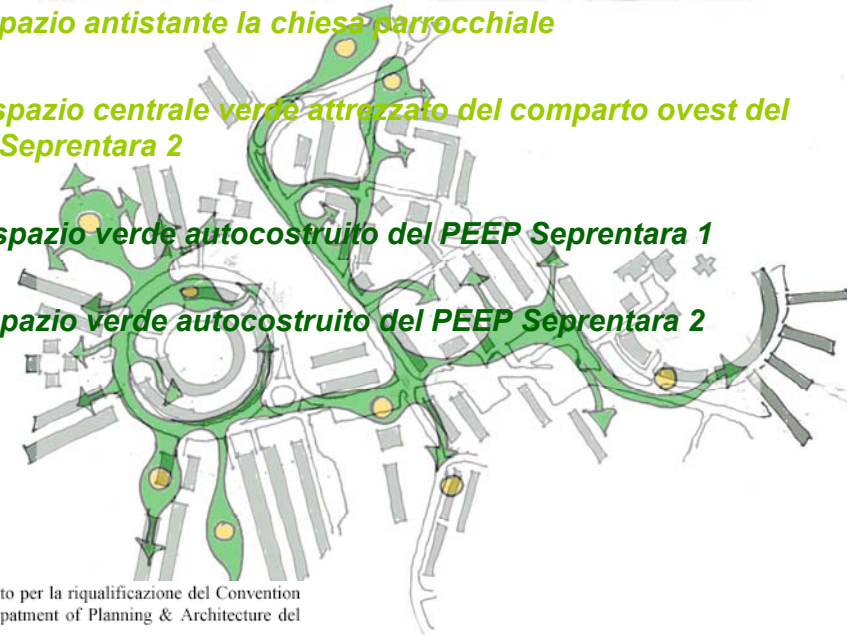 pazio antistante la chiesa parrocchiale
spazio centrale verde attrezzato del comparto ovest del
Seprentara 2
spazio verde autocostruito del PEEP Seprentara 1
pazio verde autocostruito del PEEP Seprentara 2
to per la riqualificazione del Convention
patment of Planning & Architecture del